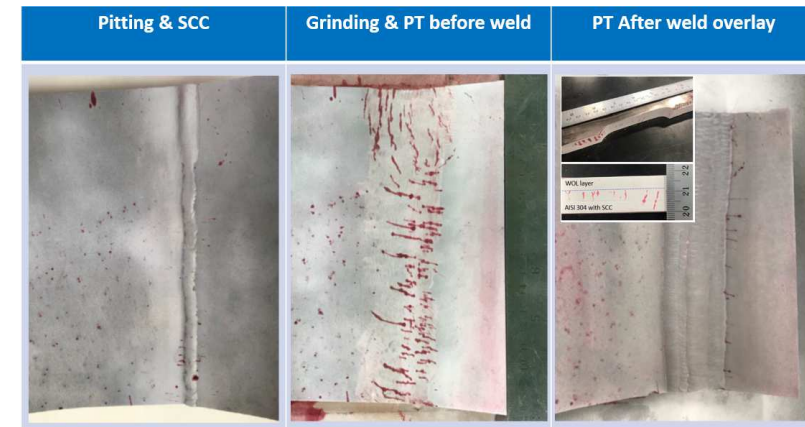 Pitting & SCC
Grinding & PT before weld
PT After weld overlay
WOL layer
AISI 304 with SCC
20 21 22